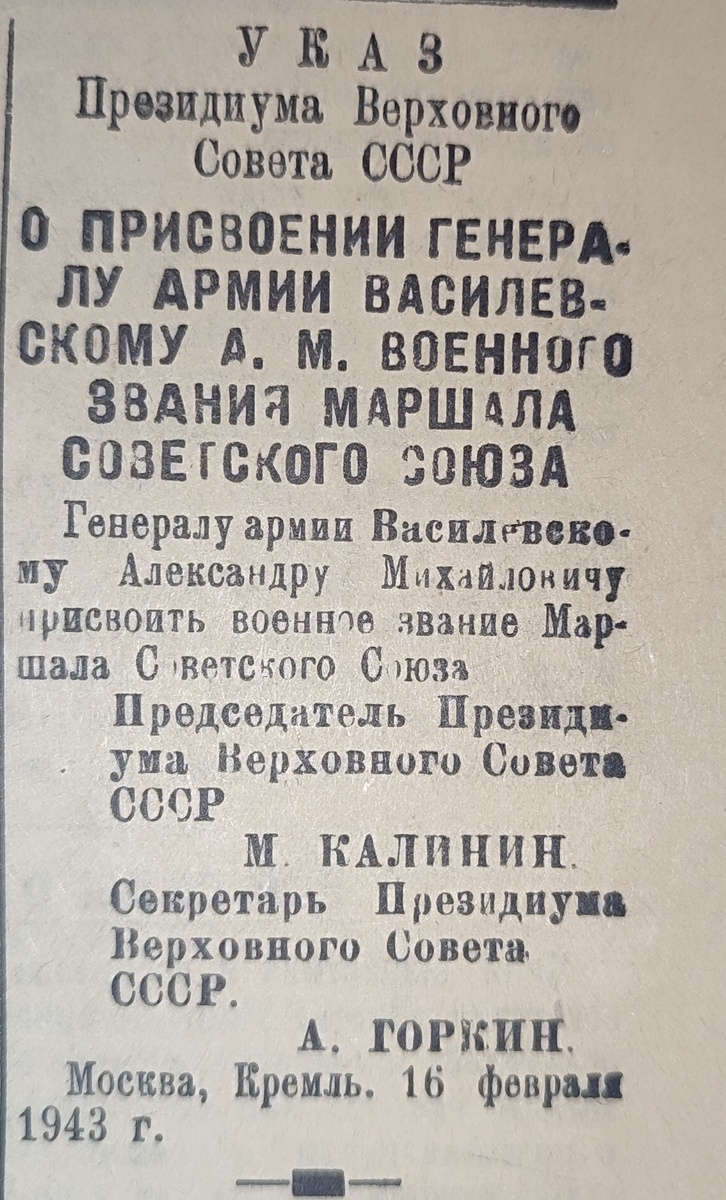 УКАЗ
Президиума Верховного
Совета СССР
О ПРИСВОЕНИИ ГЕНЕРА-
ЛУ АРМИИ ВАСИЛЕВ-
СКОМУ А. М. ВОЕННОГО
ЗВАНИЯ МАРШАЛА
СОВЕТСКОГО СОЮЗА
Генералу армии Василевско-
му Александру Михайловичу
присвоить военное звание Мар-
шала Советского Союза
Председатель Президи-
ума Верховного Совета
СССР
М. КАЛИНИН.
Секретарь Президиума
Верховного Совета
СССР.
А. ГОРКИН.
Москва, Кремль. 16 февраля
1943 г.